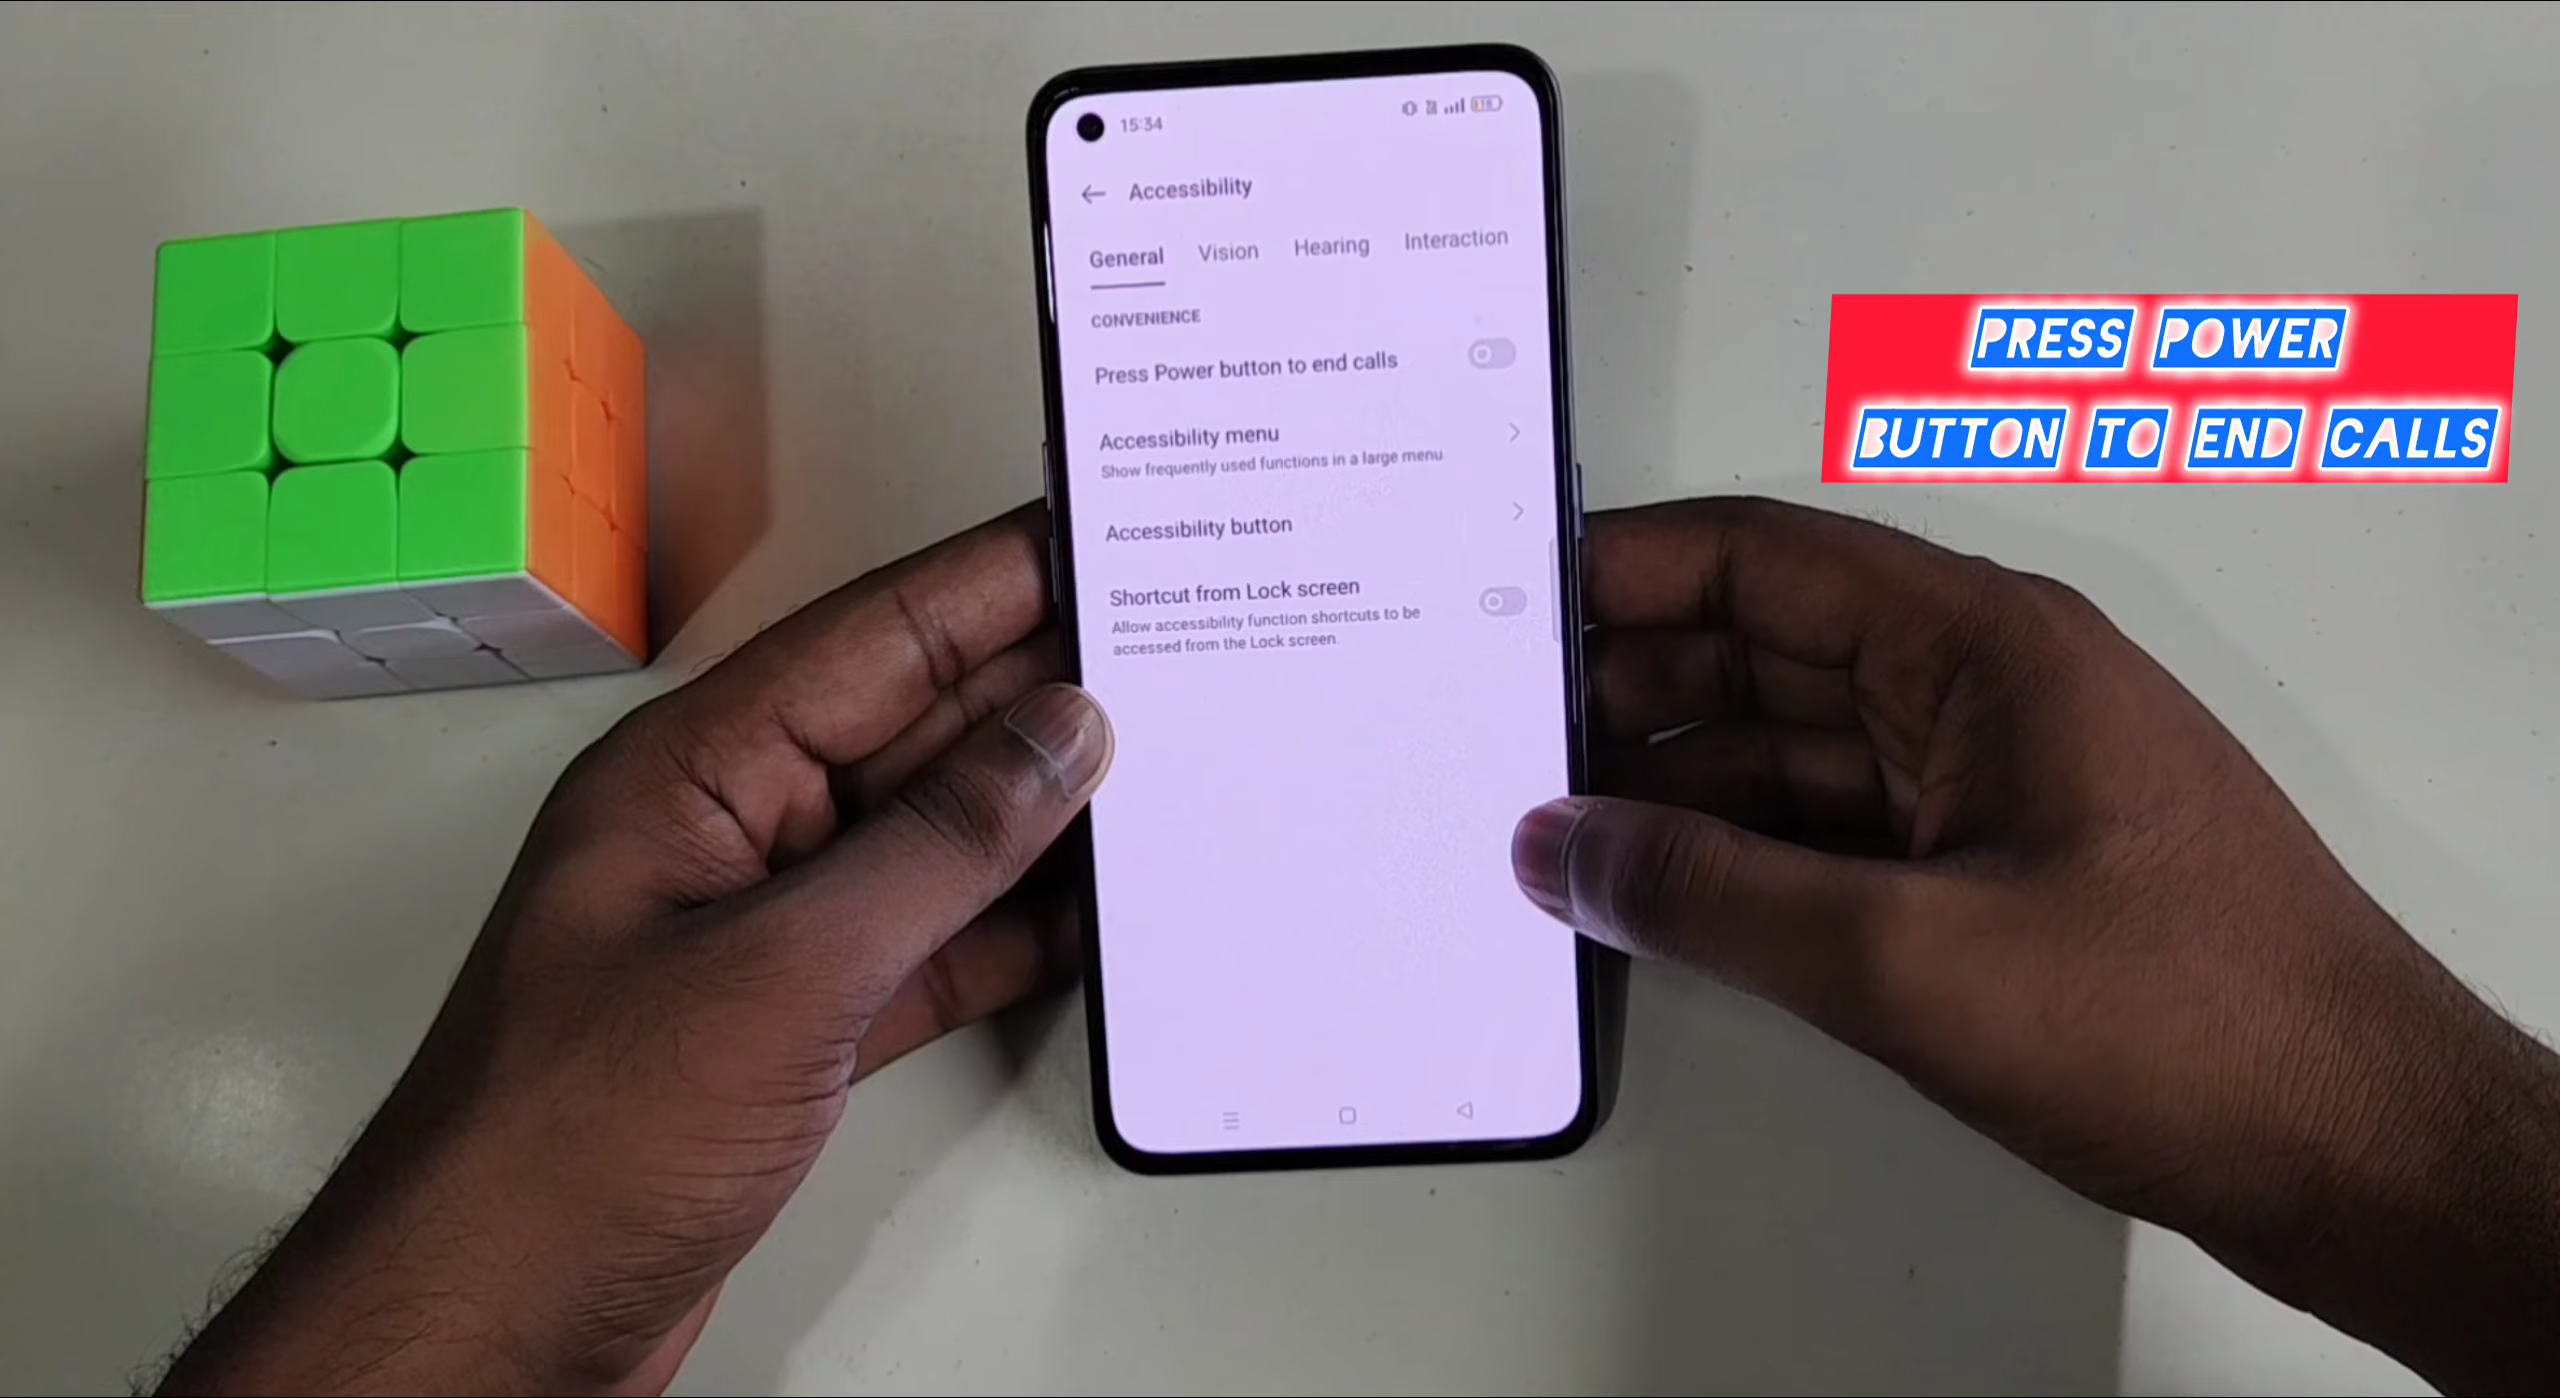 15:34
Accessibility
General Vision Hearing Interaction
CONVENIENCE
Press Power button to end calls
Accessibility menu
Show frequently used functions in a large menu
Accessibility button
Shortcut from Lock screen
Allow accessibility function shortcuts to be
accessed from the Lock screen.
PRESS POWER
BUTTON TO END CALLS